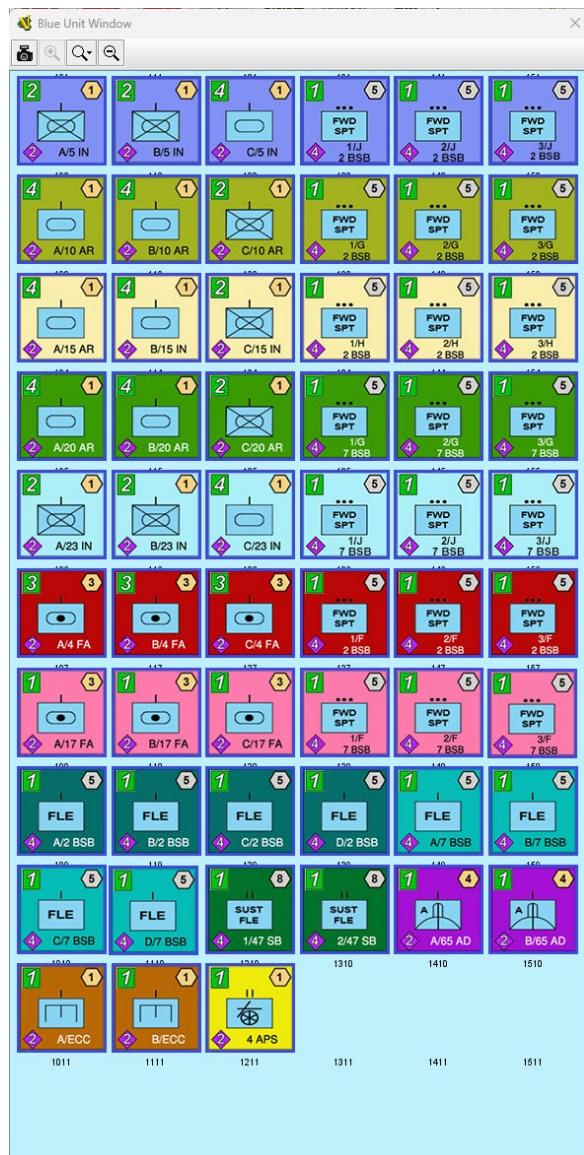 Blue Unit Window
2 1 2 1 4 1 1 5 1 5 1 5
FWD FWD FWD
SPT SPT SPT
1/J 2/J 3/J
2 A/5 IN 2 B/5 IN 2 C/5 IN 4 2 BSB 4 2 BSB 4 2 BSB
4 1 4 1 2 1 1 5 1 5 1 5
FWD FWD FWD
SPT SPT SPT
1/G 2/G 3/G
2 A/10 AR 2 B/10 AR 2 C/10 AR 4 2 BSB 4 2 BSB 4 2 BSB
4 1 4 1 2 1 1 5 1 5 1 5
FWD FWD FWD
SPT SPT SPT
1/H 2/H 3/H
2 A/15 AR 2 B/15 IN 2 C/15 IN 4 2 BSB 4 2 BSB 4 2 BSB
4 1 4 1 2 1 1 5 1 5 1 5
FWD FWD FWD
SPT SPT SPT
1/G 2/G 3/G
2 A/20 AR 2 B/20 AR 2 C/20 AR 4 7 BSB 4 7 BSB 4 7 BSB
2 1 2 1 4 1 1 5 1 5 1 5
FWD FWD FWD
SPT SPT SPT
1/J 2/J 3/J
2 A/23 IN 2 B/23 IN 2 C/23 IN 4 7 BSB 4 7 BSB 4 7 BSB
3 3 3 3 3 3 1 5 1 5 1 5
FWD FWD FWD
SPT SPT SPT
1/F 2/F 3/F
2 A/4 FA 2 B/4 FA 2 C/4 FA 4 2 BSB 4 2 BSB 4 2 BSB
1 3 1 3 1 3 1 5 1 5 1 5
FWD FWD FWD
SPT SPT SPT
1/F 2/F 3/F
2 A/17 FA 2 B/17 FA 2 C/17 FA 4 7 BSB 4 7 BSB 4 7 BSB
1 5 1 5 1 5 1 5 1 5 1 5
FLE FLE FLE FLE FLE FLE
4 A/2 BSB 4 B/2 BSB 4 C/2 BSB 4 D/2 BSB 4 A/7 BSB 4 B/7 BSB
1 5 1 5 1 8 1 8 1 4 1 4
FLE FLE SUST FLE SUST FLE A A
4 C/7 BSB 4 D/7 BSB 4 1/47 SB 4 2/47 SB 2 A/65 AD 2 B/65 AD
1310 1410 1510
1 1 1 1 1 1
2 A/ECC 2 B/ECC 2 4 APS
1011 1111 1211 1311 1411 1511